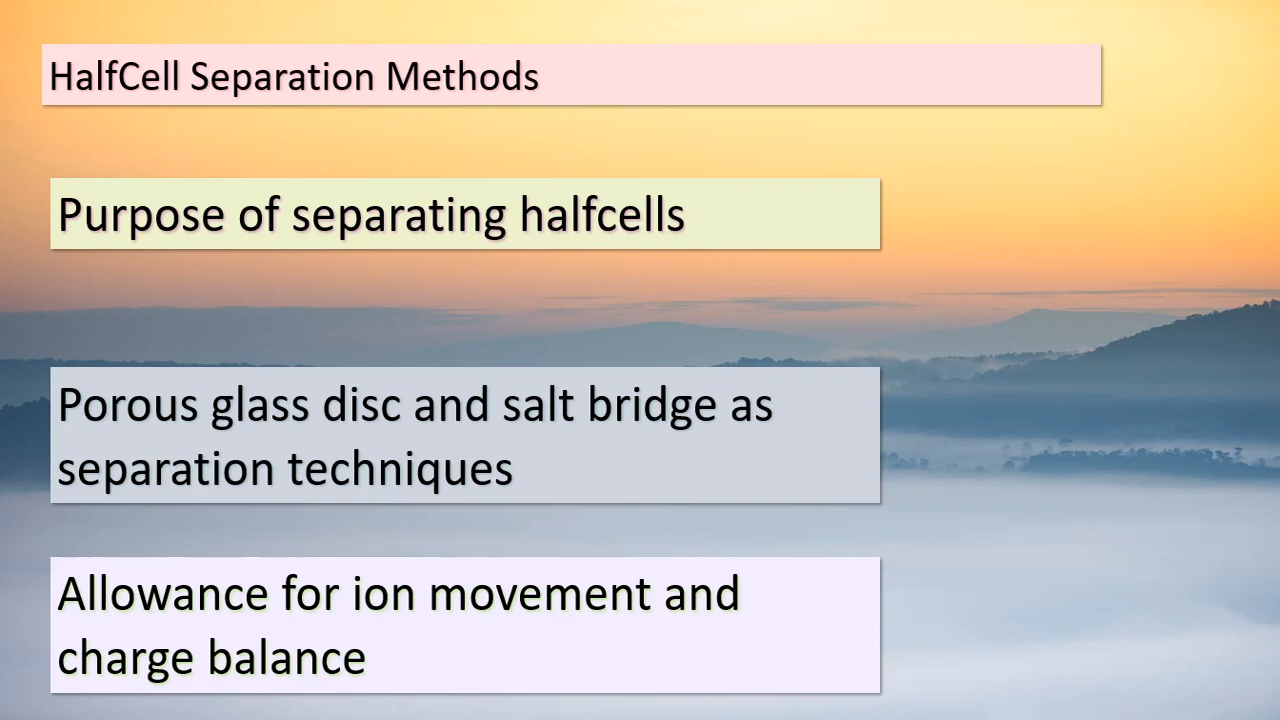 HalfCell Separation Methods
Purpose of separating halfcells
Porous glass disc and salt bridge as
separation techniques
Allowance for ion movement and
charge balance